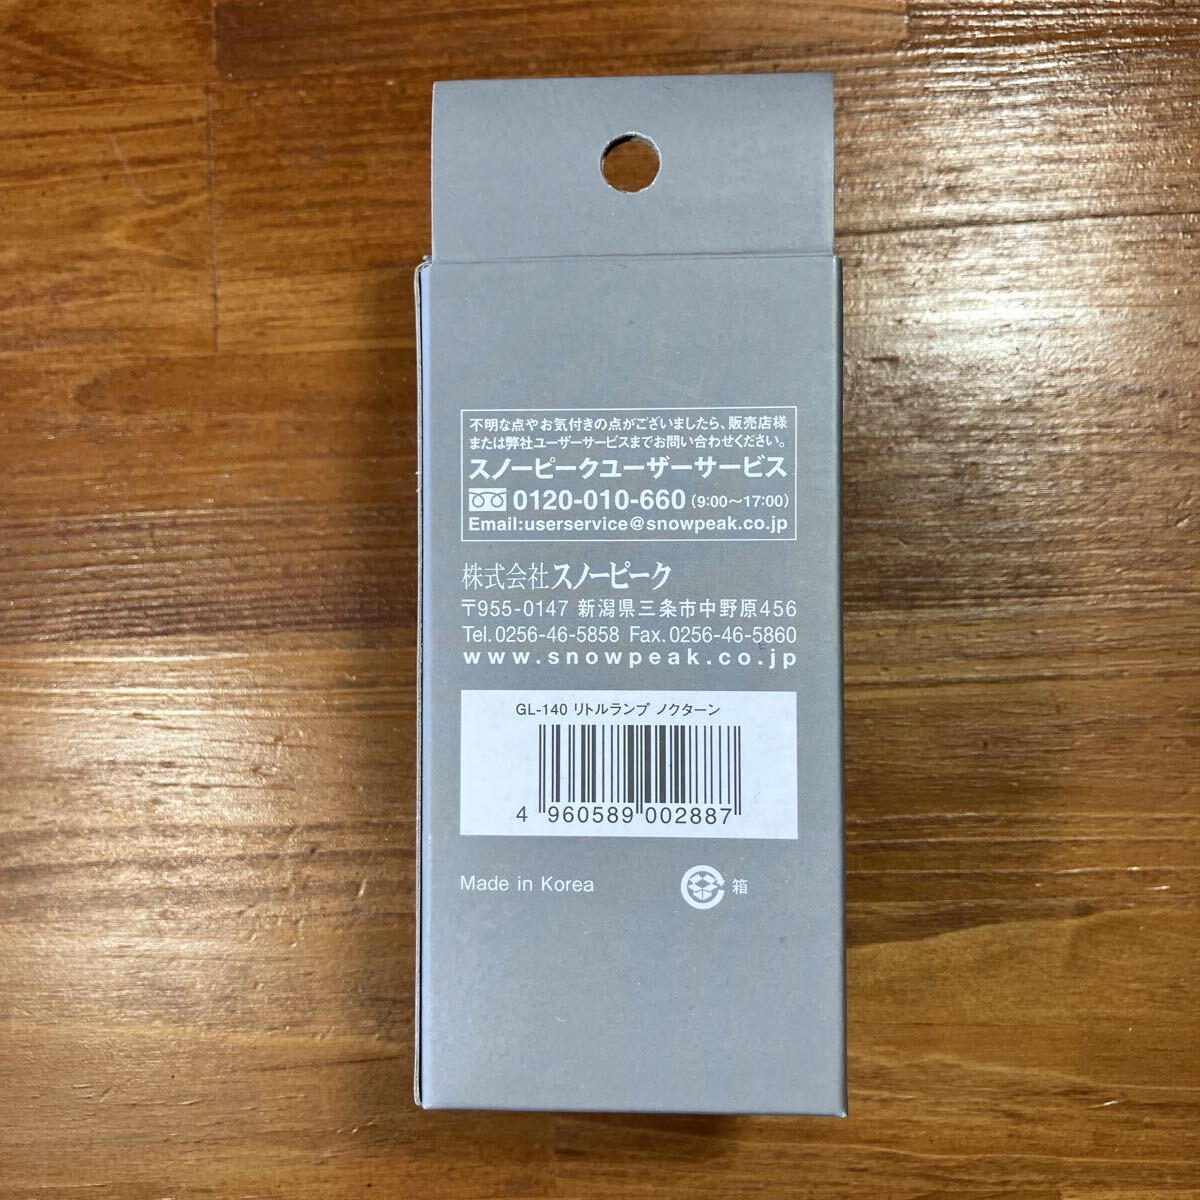 不明な点やお気付きの点がございましたら、販売店様
または弊社ユーザーサービスまでお問い合わせください。
スノーピークユーザーサービス
0120-010-660 (9:00〜17:00)
Email:userservice@snowpeak.co.jp
株式会社スノーピーク
〒955-0147 新潟県三条市中野原456
Tel.0256-46-5858 Fax.0256-46-5860
www.snowpeak.co.jp
GL-140 リトルランプ ノクターン
4 960589 002887
Made in Korea
箱